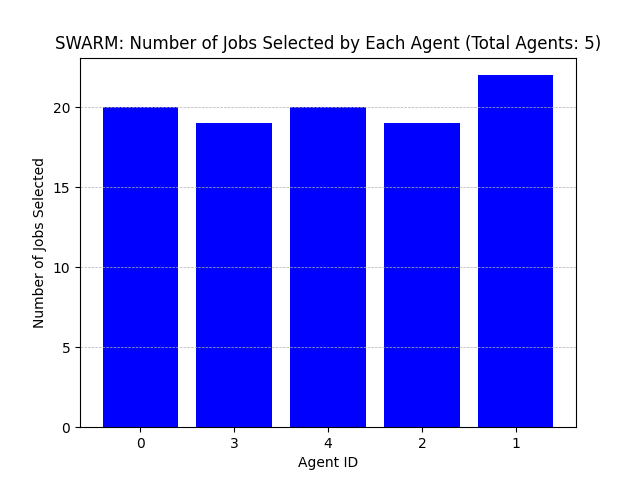 SWARM: Number of Jobs Selected by Each Agent (Total Agents: 5)
Number of Jobs Selected
20
15
10
5
0
0 3 4 2 1
Agent ID